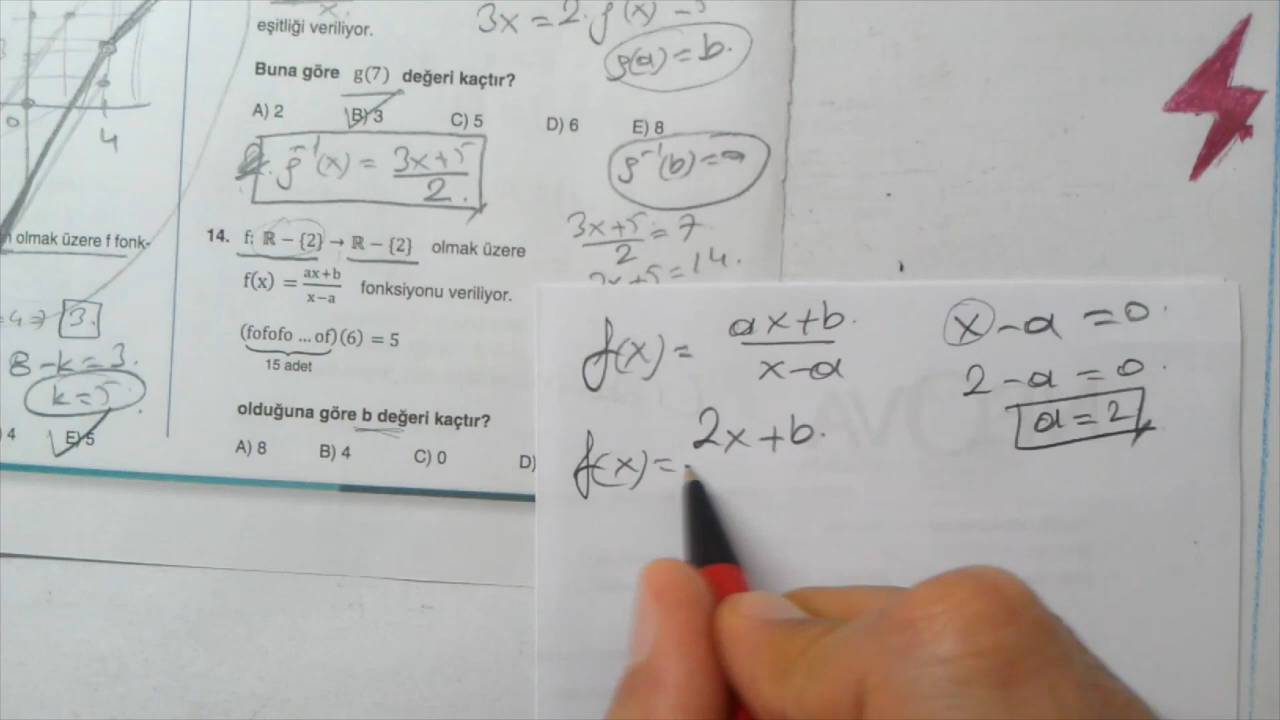 eşitliği veriliyor.
3x = 2.
f(a) = b.
Buna göre g(7) değeri kaçtır?
A) 2 B) 3 C) 5 D) 6 E) 8
f⁻¹(x) = 3x+5 / 2
f⁻¹(b) = a
3x+5 / 2 = 7
= 14.
0
4
olmak üzere f fonk-
3.
8 - k = 3.
k = 5
4 E) 5
14. f: ℝ – {2} → ℝ – {2} olmak üzere
f(x) = ax+b / x–a fonksiyonu veriliyor.
(fofofo ... of)(6) = 5
15 adet
olduğuna göre b değeri kaçtır?
A) 8 B) 4 C) 0 D)
f(x) = ax+b. / x-a
f(x) = 2x+b.
x - a = 0.
2 - a = 0.
a = 2